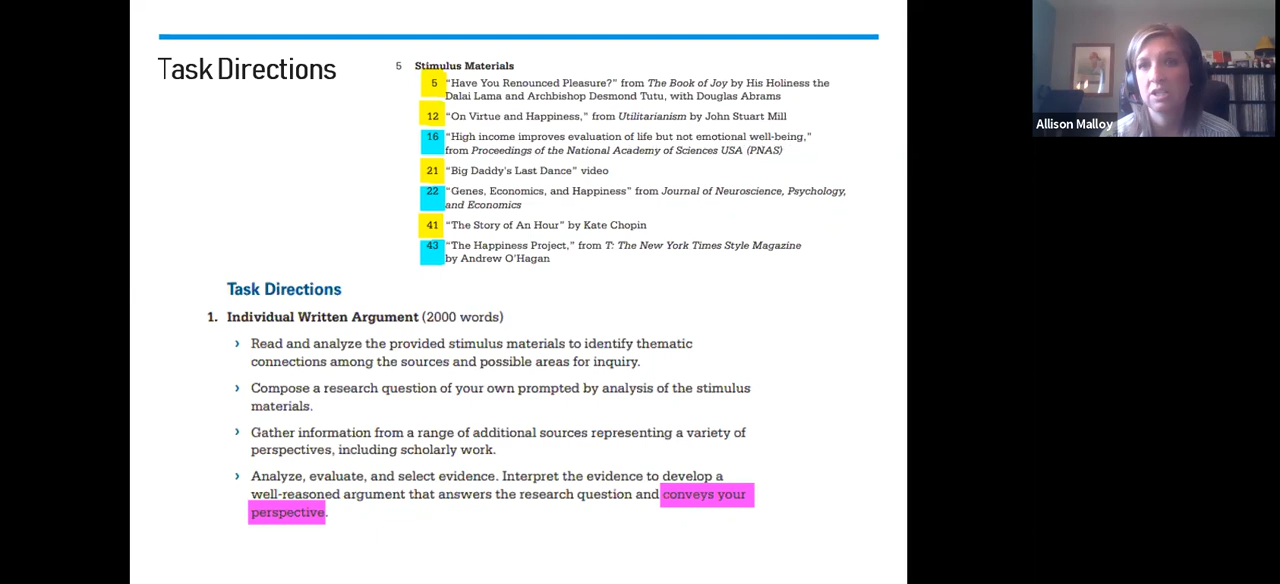 Task Directions
5 Stimulus Materials
5 "Have You Renounced Pleasure?" from The Book of Joy by His Holiness the
Dalai Lama and Archbishop Desmond Tutu, with Douglas Abrams
12 "On Virtue and Happiness," from Utilitarianism by John Stuart Mill
16 "High income improves evaluation of life but not emotional well-being,"
from Proceedings of the National Academy of Sciences USA (PNAS)
21 "Big Daddy's Last Dance" video
22 "Genes, Economics, and Happiness" from Journal of Neuroscience, Psychology,
and Economics
41 "The Story of An Hour" by Kate Chopin
43 "The Happiness Project," from T: The New York Times Style Magazine
by Andrew O'Hagan
Task Directions
1. Individual Written Argument (2000 words)
› Read and analyze the provided stimulus materials to identify thematic
connections among the sources and possible areas for inquiry.
› Compose a research question of your own prompted by analysis of the stimulus
materials.
› Gather information from a range of additional sources representing a variety of
perspectives, including scholarly work.
› Analyze, evaluate, and select evidence. Interpret the evidence to develop a
well-reasoned argument that answers the research question and conveys your
perspective.
Allison Malloy